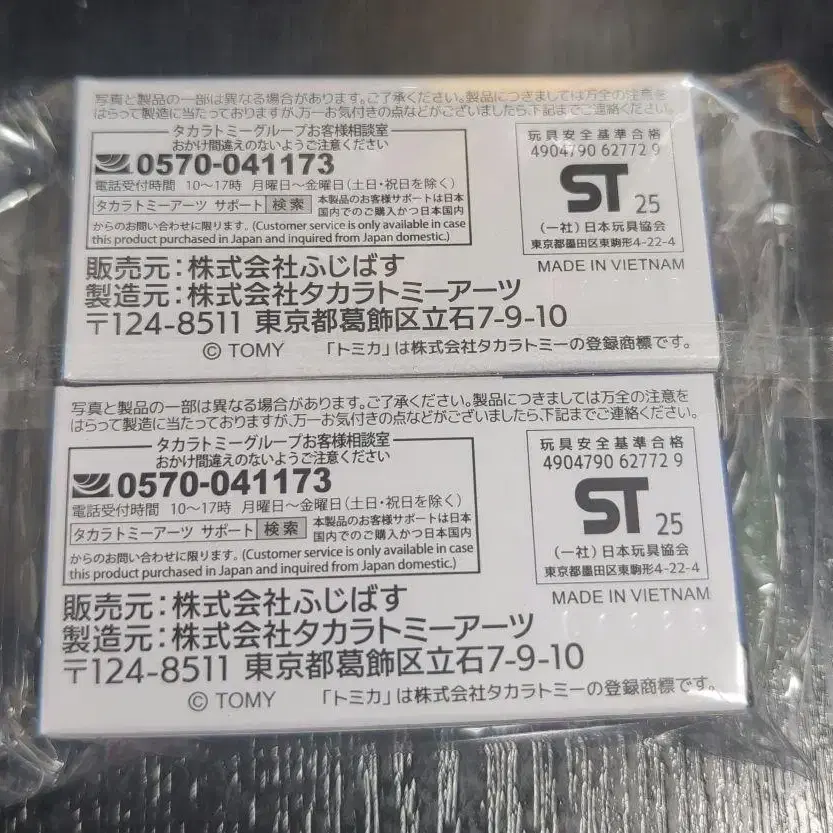 写真と製品の一部は異なる場合があります。ご了承ください。製品につきましては万全の注意を
はらって製造に当たっておりますが、万一お気付きの点などがございましたら、下記までご連絡ください。
タカラトミーグループお客様相談室
おかけ間違えのないようご注意ください
0570-041173
電話受付時間 10〜17時 月曜日〜金曜日(土日・祝日を除く)
タカラトミーアーツ サポート 検索 本製品のお客様サポートは日本
国内でのご購入かつ日本国内
からのお問い合わせに限ります。(Customer service is only available in case
this product purchased in Japan and inquired from Japan domestic.)
玩具安全基準合格
4904790 62772 9
ST 25
(一社)日本玩具協会
東京都墨田区東駒形4-22-4
MADE IN VIETNAM
販売元:株式会社ふじばす
製造元:株式会社タカラトミーアーツ
〒124-8511 東京都葛飾区立石7-9-10
© TOMY 「トミカ」は株式会社タカラトミーの登録商標です。
写真と製品の一部は異なる場合があります。ご了承ください。製品につきましては万全の注意を
はらって製造に当たっておりますが、万一お気付きの点などがございましたら、下記までご連絡ください。
タカラトミーグループお客様相談室
おかけ間違えのないようご注意ください
0570-041173
電話受付時間 10〜17時 月曜日〜金曜日(土日・祝日を除く)
タカラトミーアーツ サポート 検索 本製品のお客様サポートは日本
国内でのご購入かつ日本国内
からのお問い合わせに限ります。(Customer service is only available in case
this product purchased in Japan and inquired from Japan domestic.)
玩具安全基準合格
4904790 62772 9
ST 25
(一社)日本玩具協会
東京都墨田区東駒形4-22-4
MADE IN VIETNAM
販売元:株式会社ふじばす
製造元:株式会社タカラトミーアーツ
〒124-8511 東京都葛飾区立石7-9-10
© TOMY 「トミカ」は株式会社タカラトミーの登録商標です。